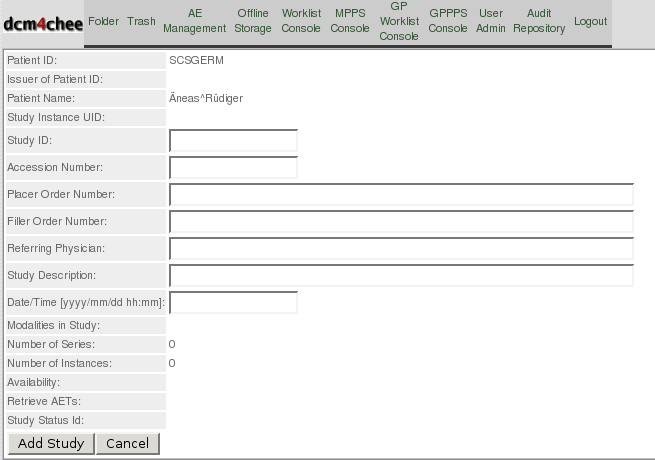 dcm4chee
Folder
Trash
AE
Management
Offline
Storage
Worklist
Console
MPPS
Console
GP
Worklist
Console
GPPPS
Console
User
Admin
Audit
Repository
Logout
Patient ID: SCSGERM
Issuer of Patient ID:
Patient Name: Äneas^Rüdiger
Study Instance UID:
Study ID:
Accession Number:
Placer Order Number:
Filler Order Number:
Referring Physician:
Study Description:
Date/Time [yyyy/mm/dd hh:mm]:
Modalities in Study:
Number of Series: 0
Number of Instances: 0
Availability:
Retrieve AETs:
Study Status Id:
Add Study Cancel